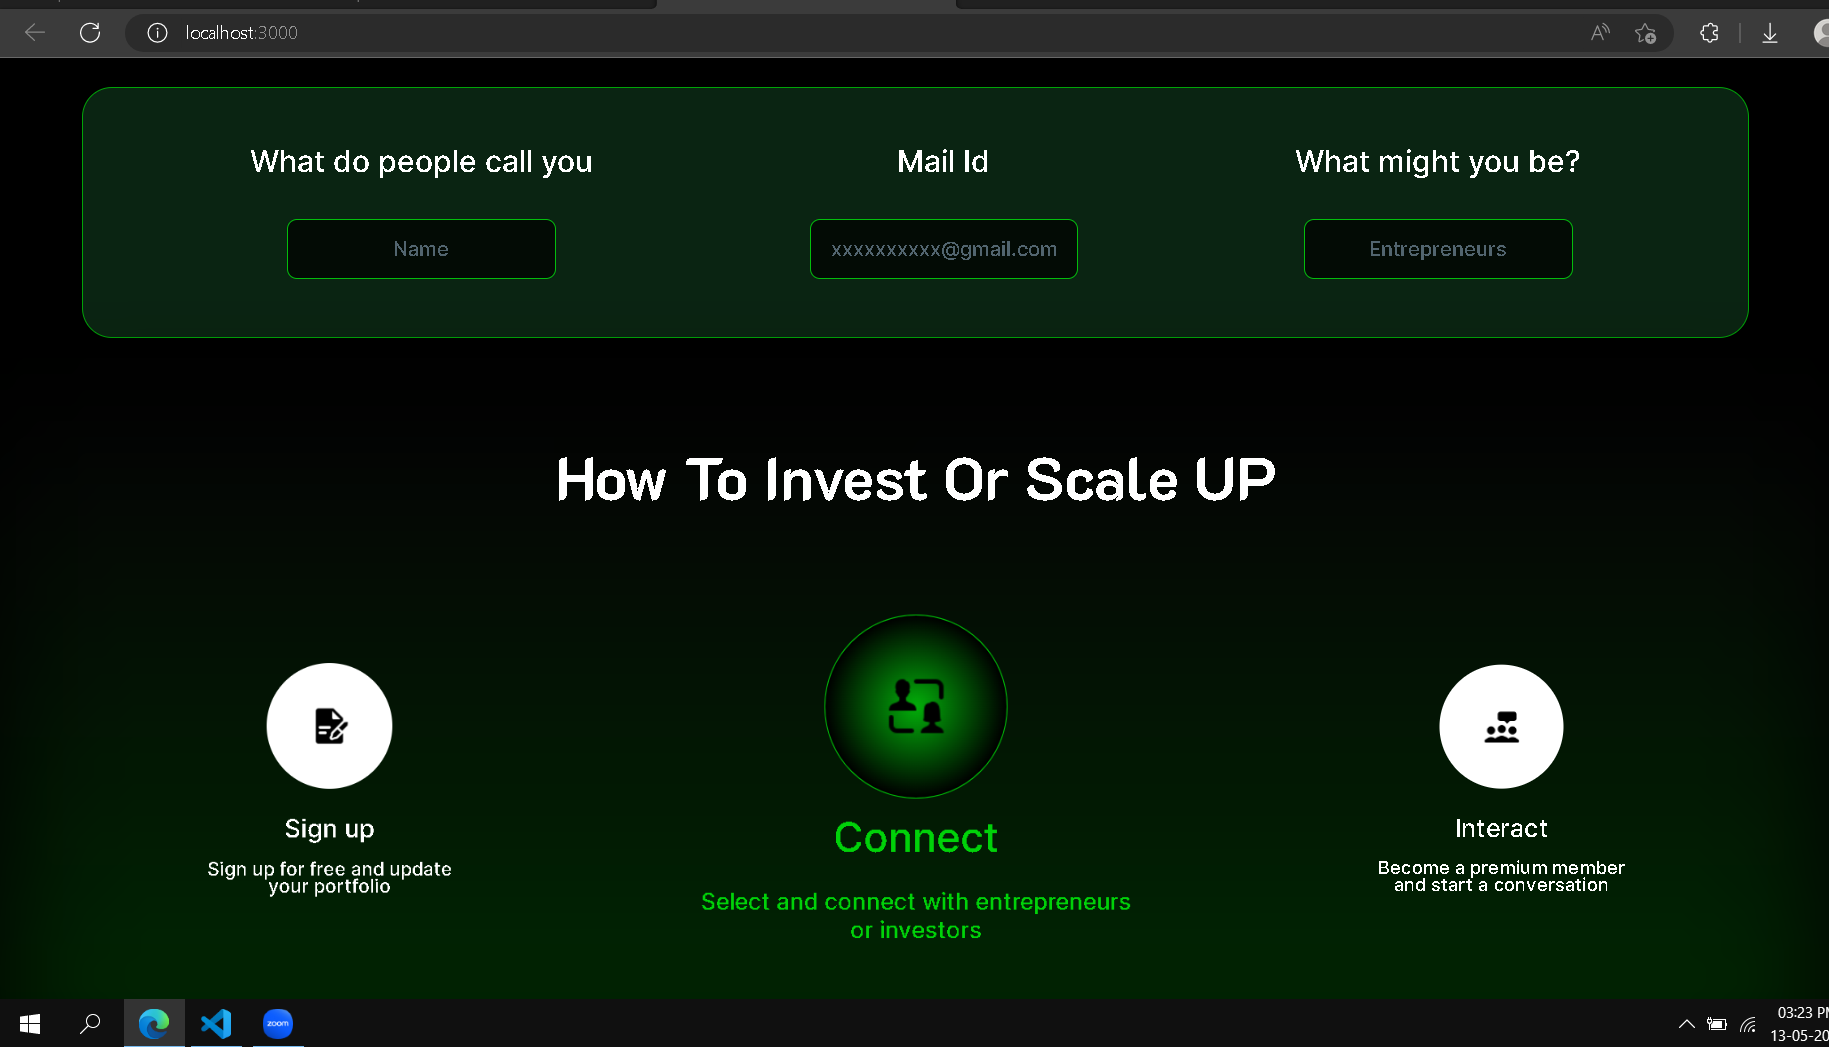 localhost:3000
What do people call you
Mail Id
What might you be?
Name
xxxxxxxxxx@gmail.com
Entrepreneurs
How To Invest Or Scale UP
Sign up
Sign up for free and update
your portfolio
Connect
Select and connect with entrepreneurs
or investors
Interact
Become a premium member
and start a conversation
zoom
03:23 PM
13-05-20